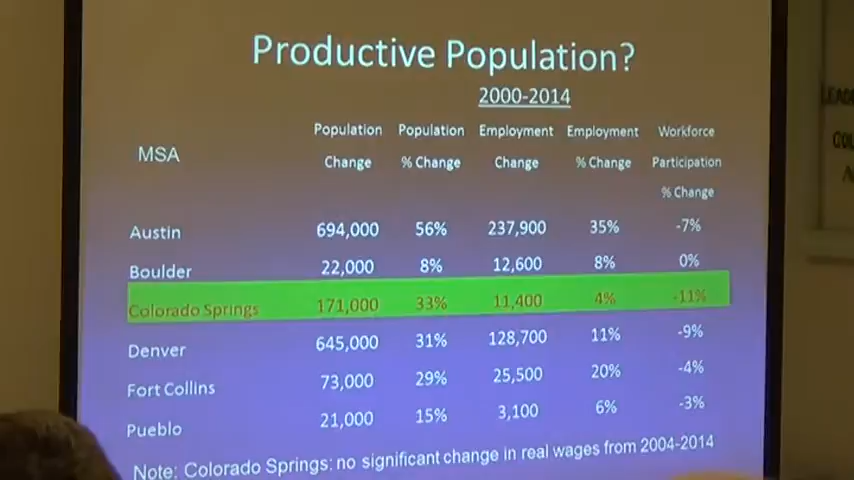 Productive Population?
2000-2014
MSA Population Change Population % Change Employment Change Employment % Change Workforce Participation % Change
Austin 694,000 56% 237,900 35% -7%
Boulder 22,000 8% 12,600 8% 0%
Colorado Springs 171,000 33% 11,400 4% -11%
Denver 645,000 31% 128,700 11% -9%
Fort Collins 73,000 29% 25,500 20% -4%
Pueblo 21,000 15% 3,100 6% -3%
Note: Colorado Springs: no significant change in real wages from 2004-2014